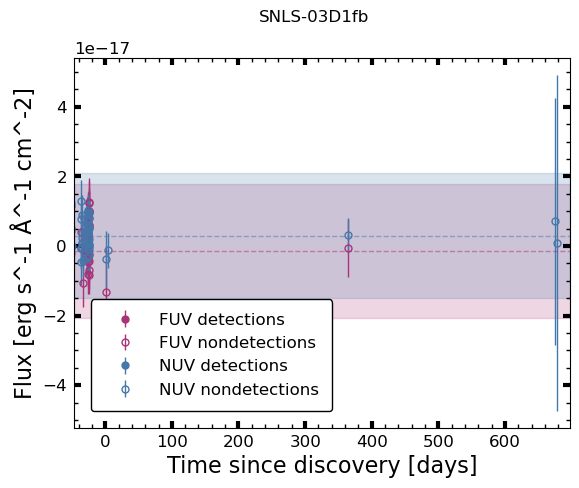 SNLS-03D1fb
1e−17
Flux [erg s^-1 Å^-1 cm^-2]
4
2
0
−2
−4
FUV detections
FUV nondetections
NUV detections
NUV nondetections
0 100 200 300 400 500 600
Time since discovery [days]